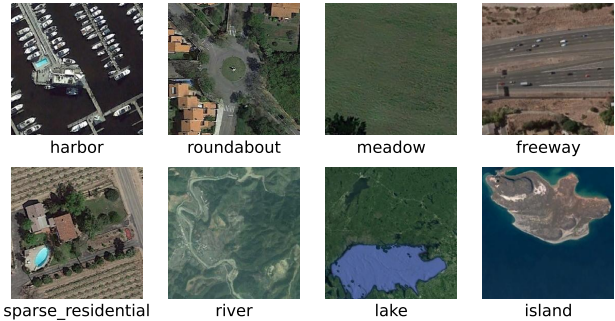 harbor
roundabout
meadow
freeway
sparse_residential
river
lake
island